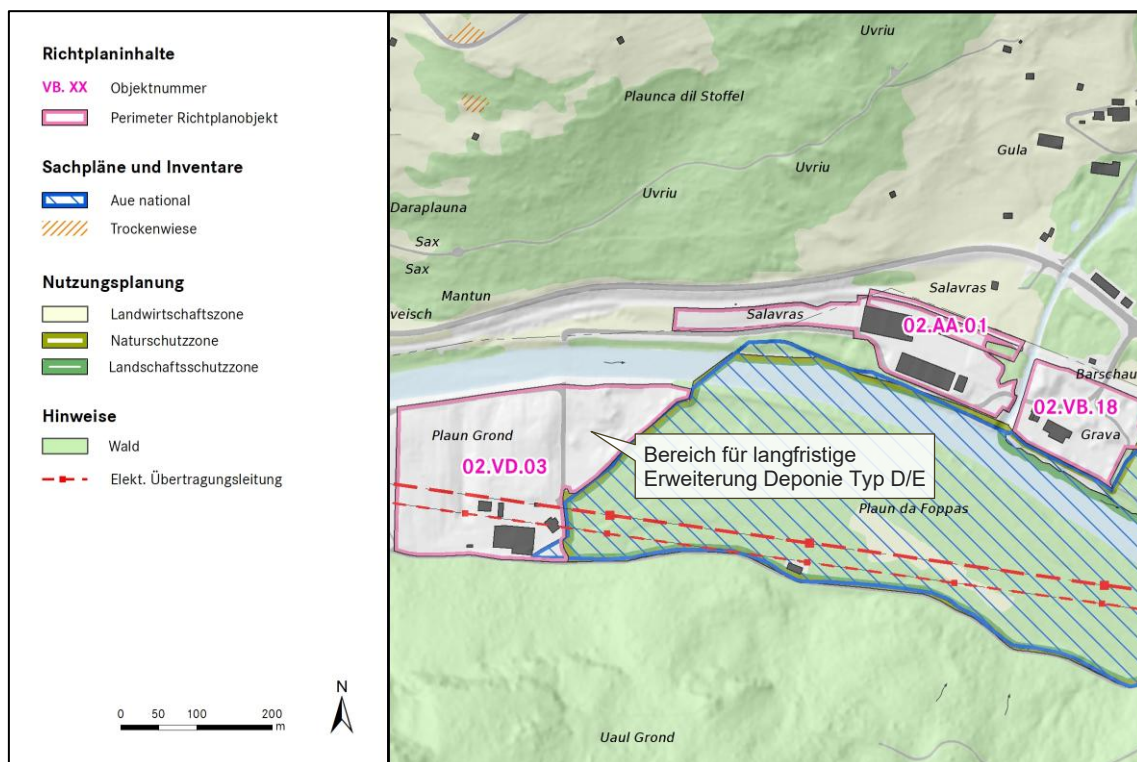 Richtplaninhalte
VB. XX Objektnummer
Perimeter Richtplanobjekt
Sachpläne und Inventare
Aue national
Trockenwiese
Nutzungsplanung
Landwirtschaftszone
Naturschutzzone
Landschaftsschutzzone
Hinweise
Wald
Elekt. Übertragungsleitung
0 50 100 200
m
N
Uvriu
Plaunca dil Stoffel
Gula
Uvriu
Uvriu
Daraplauna
Sax
Sax
Mantun
veisch
Salavras
Salavras
02.AA.01
Barschau
02.VB.18
Grava
Plaun Grond
02.VD.03
Bereich für langfristige
Erweiterung Deponie Typ D/E
Plaun da Foppas
Uaul Grond